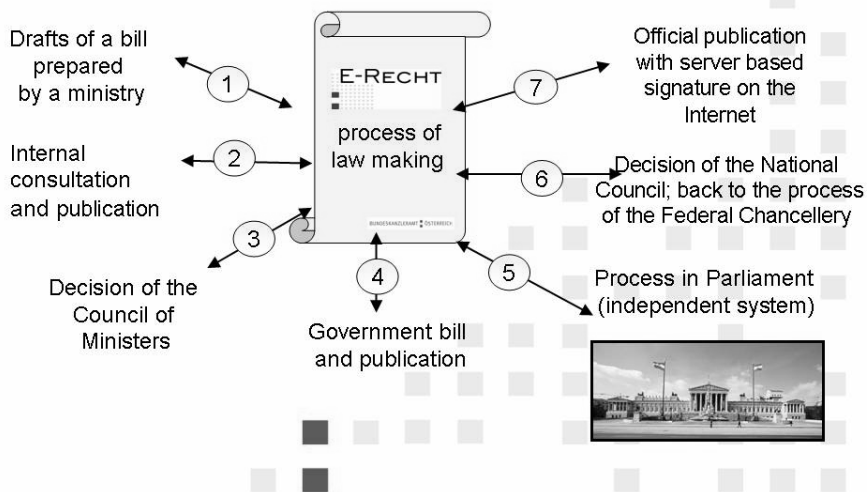 Drafts of a bill
prepared
by a ministry
1
Internal
consultation
and publication
2
Decision of the
Council of
Ministers
3
E-RECHT
process of
law making
BUNDESKANZLERAMT ÖSTERREICH
4
Government bill
and publication
5
Process in Parliament
(independent system)
6
Decision of the National
Council; back to the process
of the Federal Chancellery
7
Official publication
with server based
signature on the
Internet